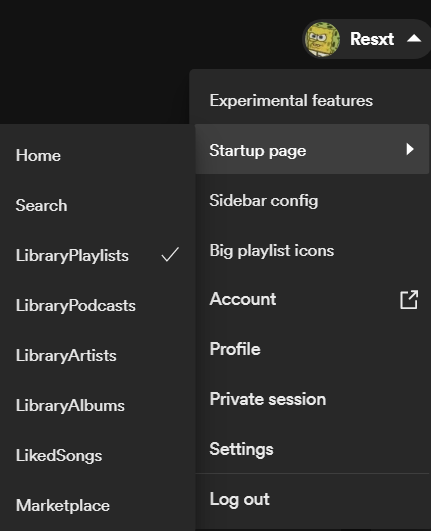 Resxt
Experimental features
Startup page
Sidebar config
Big playlist icons
Account
Profile
Private session
Settings
Log out
Home
Search
LibraryPlaylists
LibraryPodcasts
LibraryArtists
LibraryAlbums
LikedSongs
Marketplace